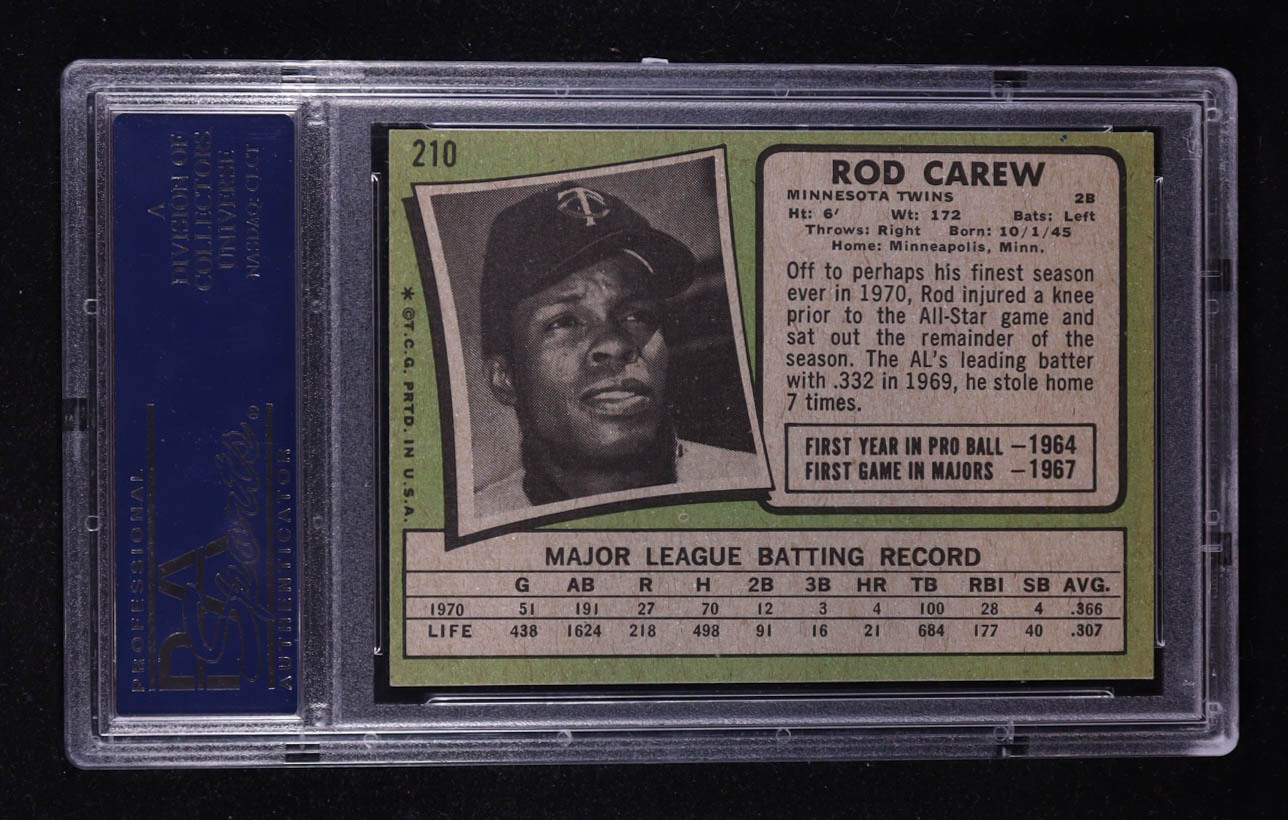 A
DIVISION OF
COLLECTORS
UNIVERSE
NASDAQ: CLCT
PROFESSIONAL
PSA
Sports®
AUTHENTICATOR
210
* ©T.C.G. PRTD. IN U.S.A.
ROD CAREW
MINNESOTA TWINS 2B
Ht: 6' Wt: 172 Bats: Left
Throws: Right Born: 10/1/45
Home: Minneapolis, Minn.
Off to perhaps his finest season
ever in 1970, Rod injured a knee
prior to the All-Star game and
sat out the remainder of the
season. The AL's leading batter
with .332 in 1969, he stole home
7 times.
FIRST YEAR IN PRO BALL —1964
FIRST GAME IN MAJORS —1967
MAJOR LEAGUE BATTING RECORD
G AB R H 2B 3B HR TB RBI SB AVG.
1970 51 191 27 70 12 3 4 100 28 4 .366
LIFE 438 1624 218 498 91 16 21 684 177 40 .307
TC